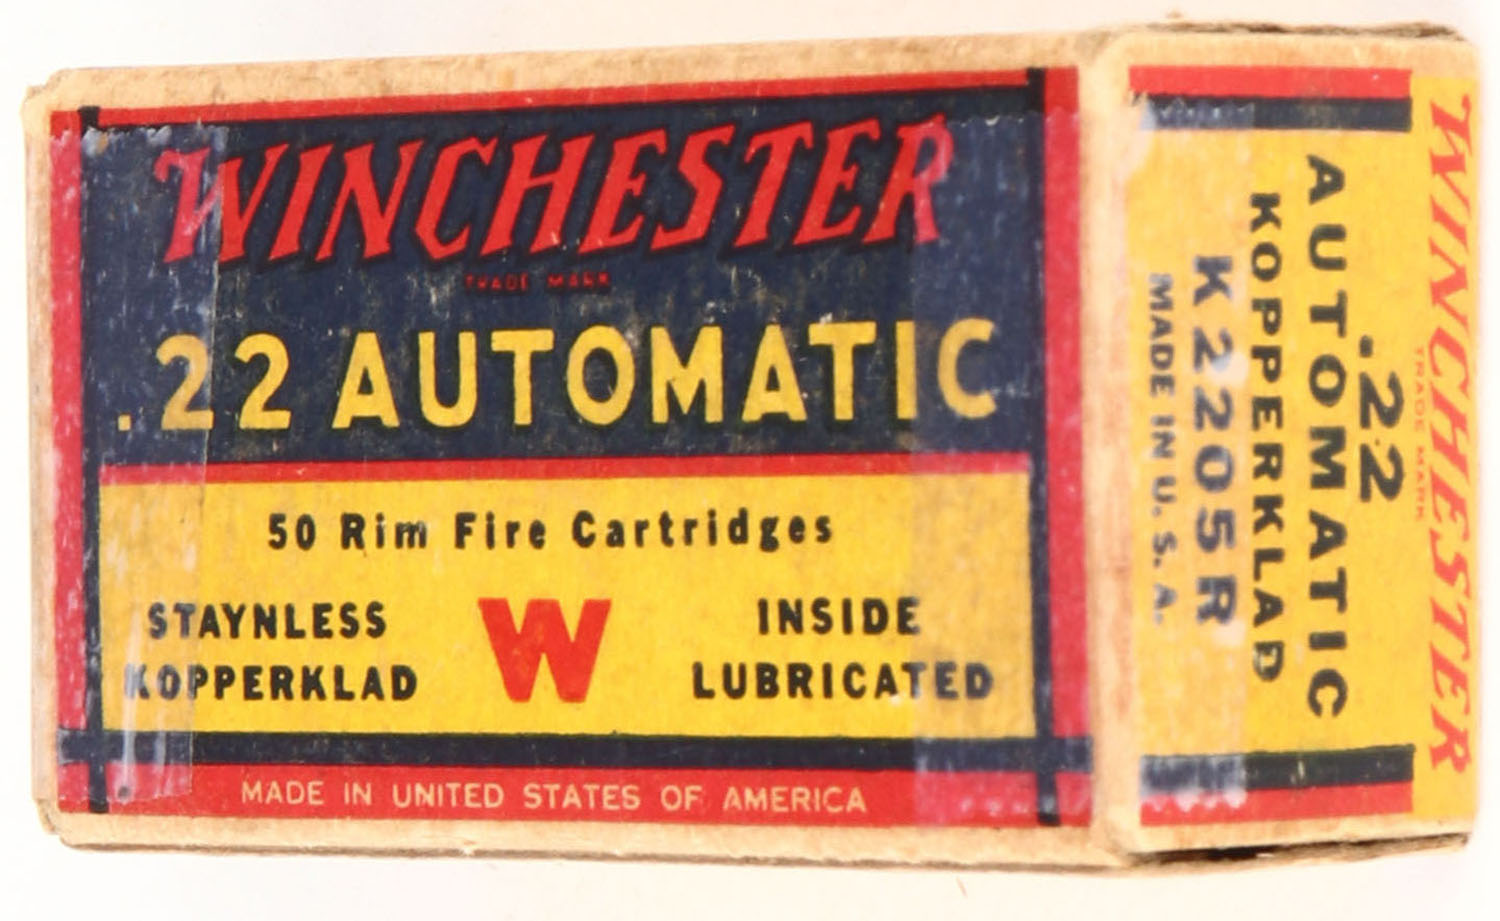 WINCHESTER
TRADE MARK
.22 AUTOMATIC
50 Rim Fire Cartridges
STAYNLESS
KOPPERKLAD
W
INSIDE
LUBRICATED
MADE IN UNITED STATES OF AMERICA
WINCHESTER
TRADE MARK
.22
AUTOMATIC
KOPPERKLAD
K2205R
MADE IN U. S. A.